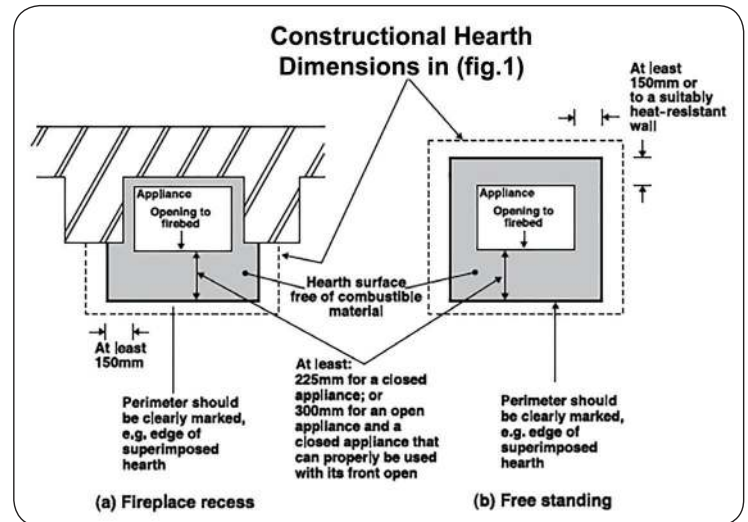 Constructional Hearth
Dimensions in (fig.1)
At least
150mm or
to a suitably
heat-resistant
wall
Appliance
Opening to
firebed
Appliance
Opening to
firebed
Hearth surface
free of combustible
material
At least
150mm
Perimeter should
be clearly marked,
e.g. edge of
superimposed
hearth
At least:
225mm for a closed
appliance; or
300mm for an open
appliance and a
closed appliance that
can properly be used
with its front open
Perimeter should
be clearly marked,
e.g. edge of
superimposed
hearth
(a) Fireplace recess
(b) Free standing